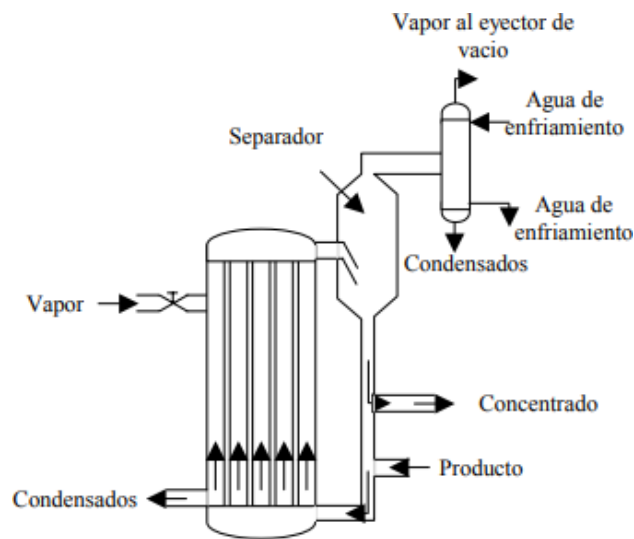 Vapor al eyector de
vacio
Agua de
enfriamiento
Separador
Agua de
enfriamiento
Condensados
Vapor
Concentrado
Producto
Condensados